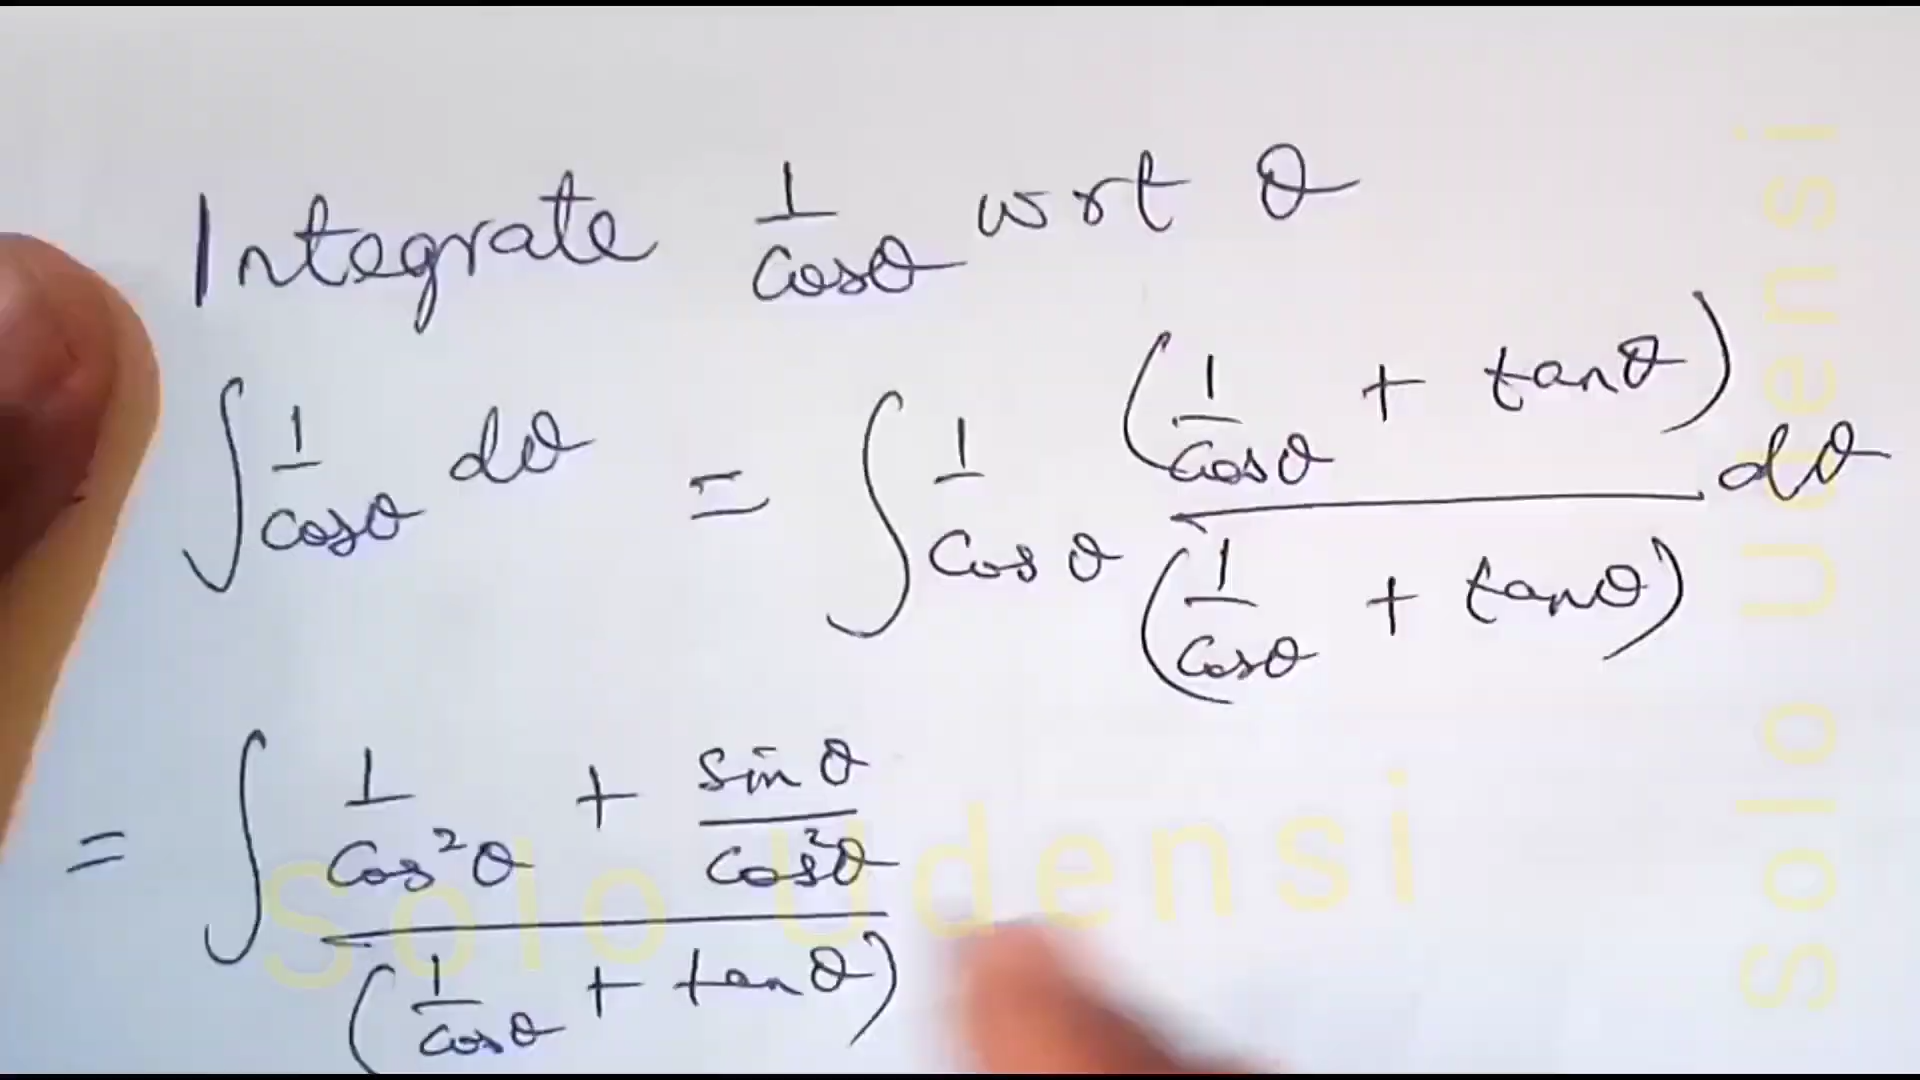 Integrate 1/cosθ wrt θ
∫ 1/cosθ dθ = ∫ 1/cosθ (1/cosθ + tanθ)/(1/cosθ + tanθ) dθ
= ∫ (1/cos²θ + sinθ/cos²θ)/(1/cosθ + tanθ)
Solo Udensi
Solo Udensi